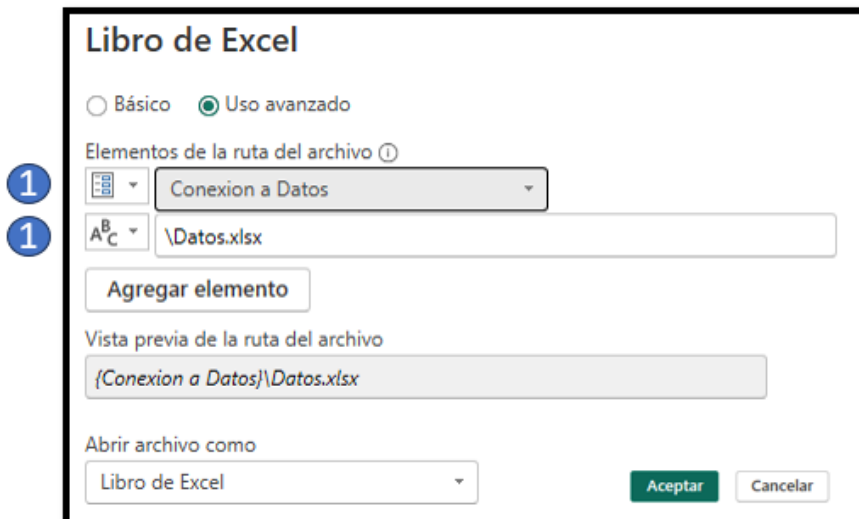 Libro de Excel
Básico Uso avanzado
Elementos de la ruta del archivo
1 Conexion a Datos
1 ABC \Datos.xlsx
Agregar elemento
Vista previa de la ruta del archivo
{Conexion a Datos}\Datos.xlsx
Abrir archivo como
Libro de Excel Aceptar Cancelar